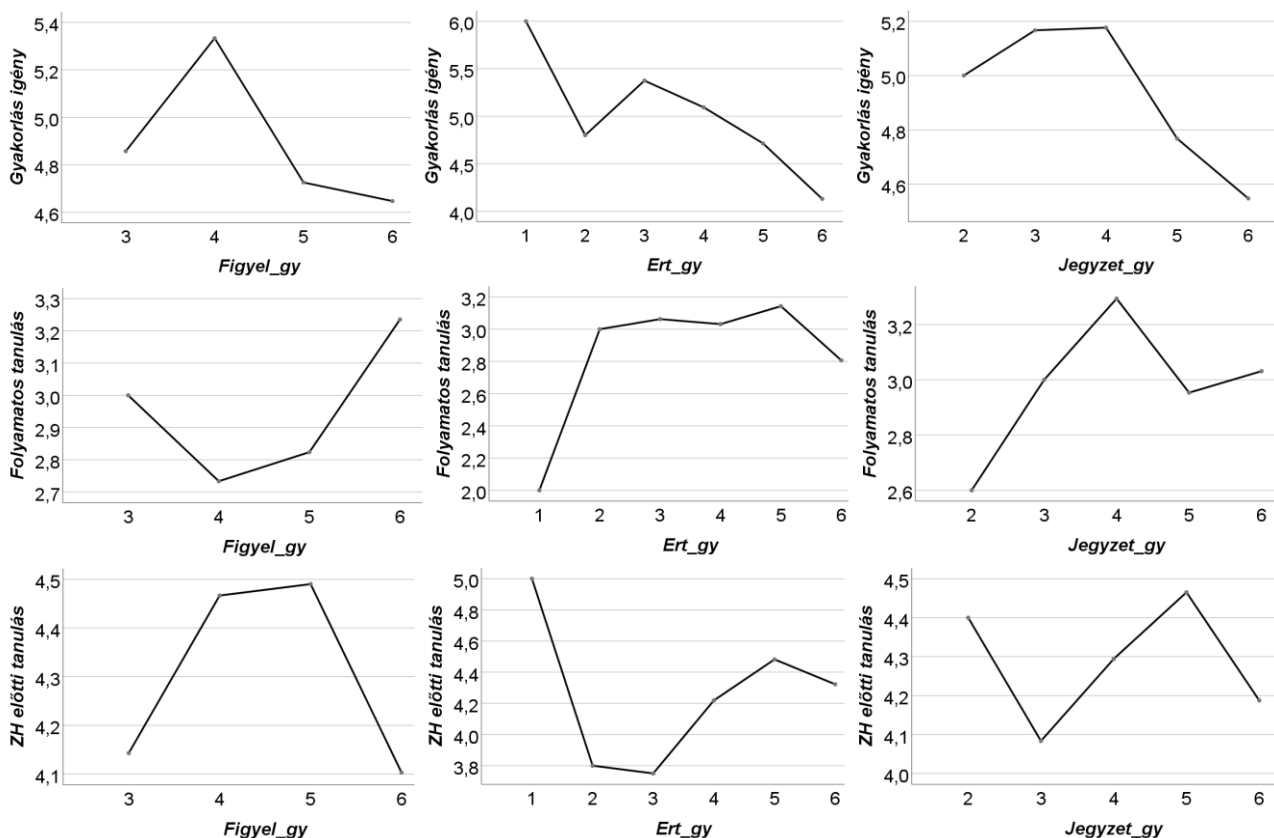 Gyakorlás igény
5,4
5,2
5,0
4,8
4,6
3 4 5 6
Figyel_gy
Gyakorlás igény
6,0
5,5
5,0
4,5
4,0
1 2 3 4 5 6
Ert_gy
Gyakorlás igény
5,2
5,0
4,8
4,6
2 3 4 5 6
Jegyzet_gy
Folyamatos tanulás
3,3
3,2
3,1
3,0
2,9
2,8
2,7
3 4 5 6
Figyel_gy
Folyamatos tanulás
3,2
3,0
2,8
2,6
2,4
2,2
2,0
1 2 3 4 5 6
Ert_gy
Folyamatos tanulás
3,2
3,0
2,8
2,6
2 3 4 5 6
Jegyzet_gy
ZH előtti tanulás
4,5
4,4
4,3
4,2
4,1
3 4 5 6
Figyel_gy
ZH előtti tanulás
5,0
4,8
4,6
4,4
4,2
4,0
3,8
1 2 3 4 5 6
Ert_gy
ZH előtti tanulás
4,5
4,4
4,3
4,2
4,1
4,0
2 3 4 5 6
Jegyzet_gy